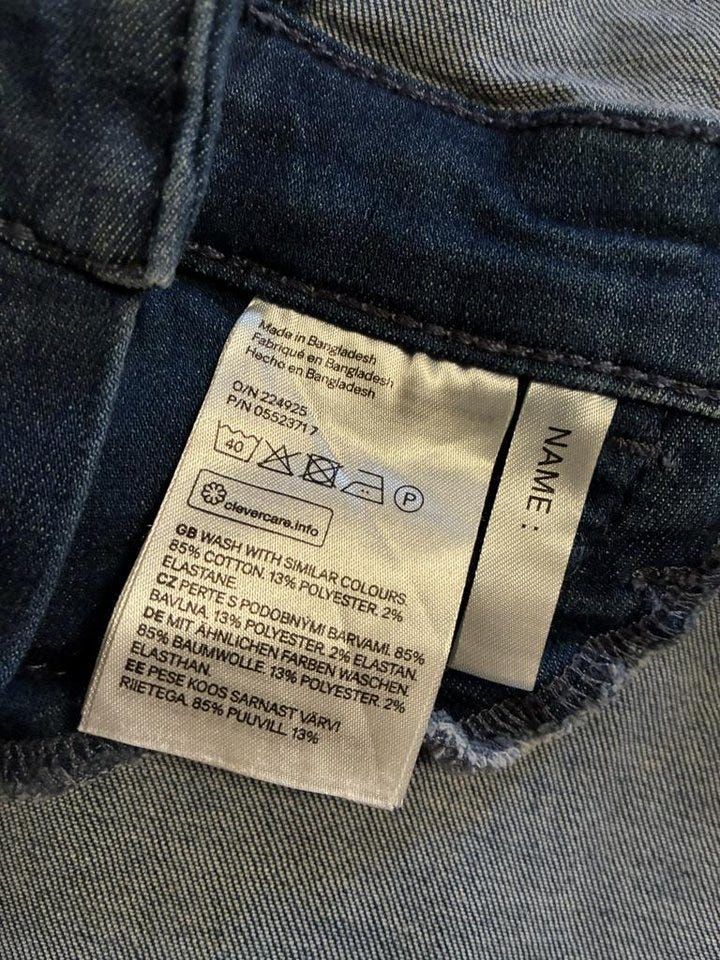 Made in Bangladesh
Fabriqué en Bangladesh
Hecho en Bangladesh
O/N 224925
P/N 0552371 7
40
P
clevercare.info
GB WASH WITH SIMILAR COLOURS.
85% COTTON. 13% POLYESTER. 2%
ELASTANE.
CZ PERTE S PODOBNÝMI BARVAMI. 85%
BAVLNA. 13% POLYESTER. 2% ELASTAN.
DE MIT ÄHNLICHEN FARBEN WASCHEN.
85% BAUMWOLLE. 13% POLYESTER. 2%
ELASTHAN.
EE PESE KOOS SARNAST VÄRVI
RIIETEGA. 85% PUUVILL. 13%
NAME :